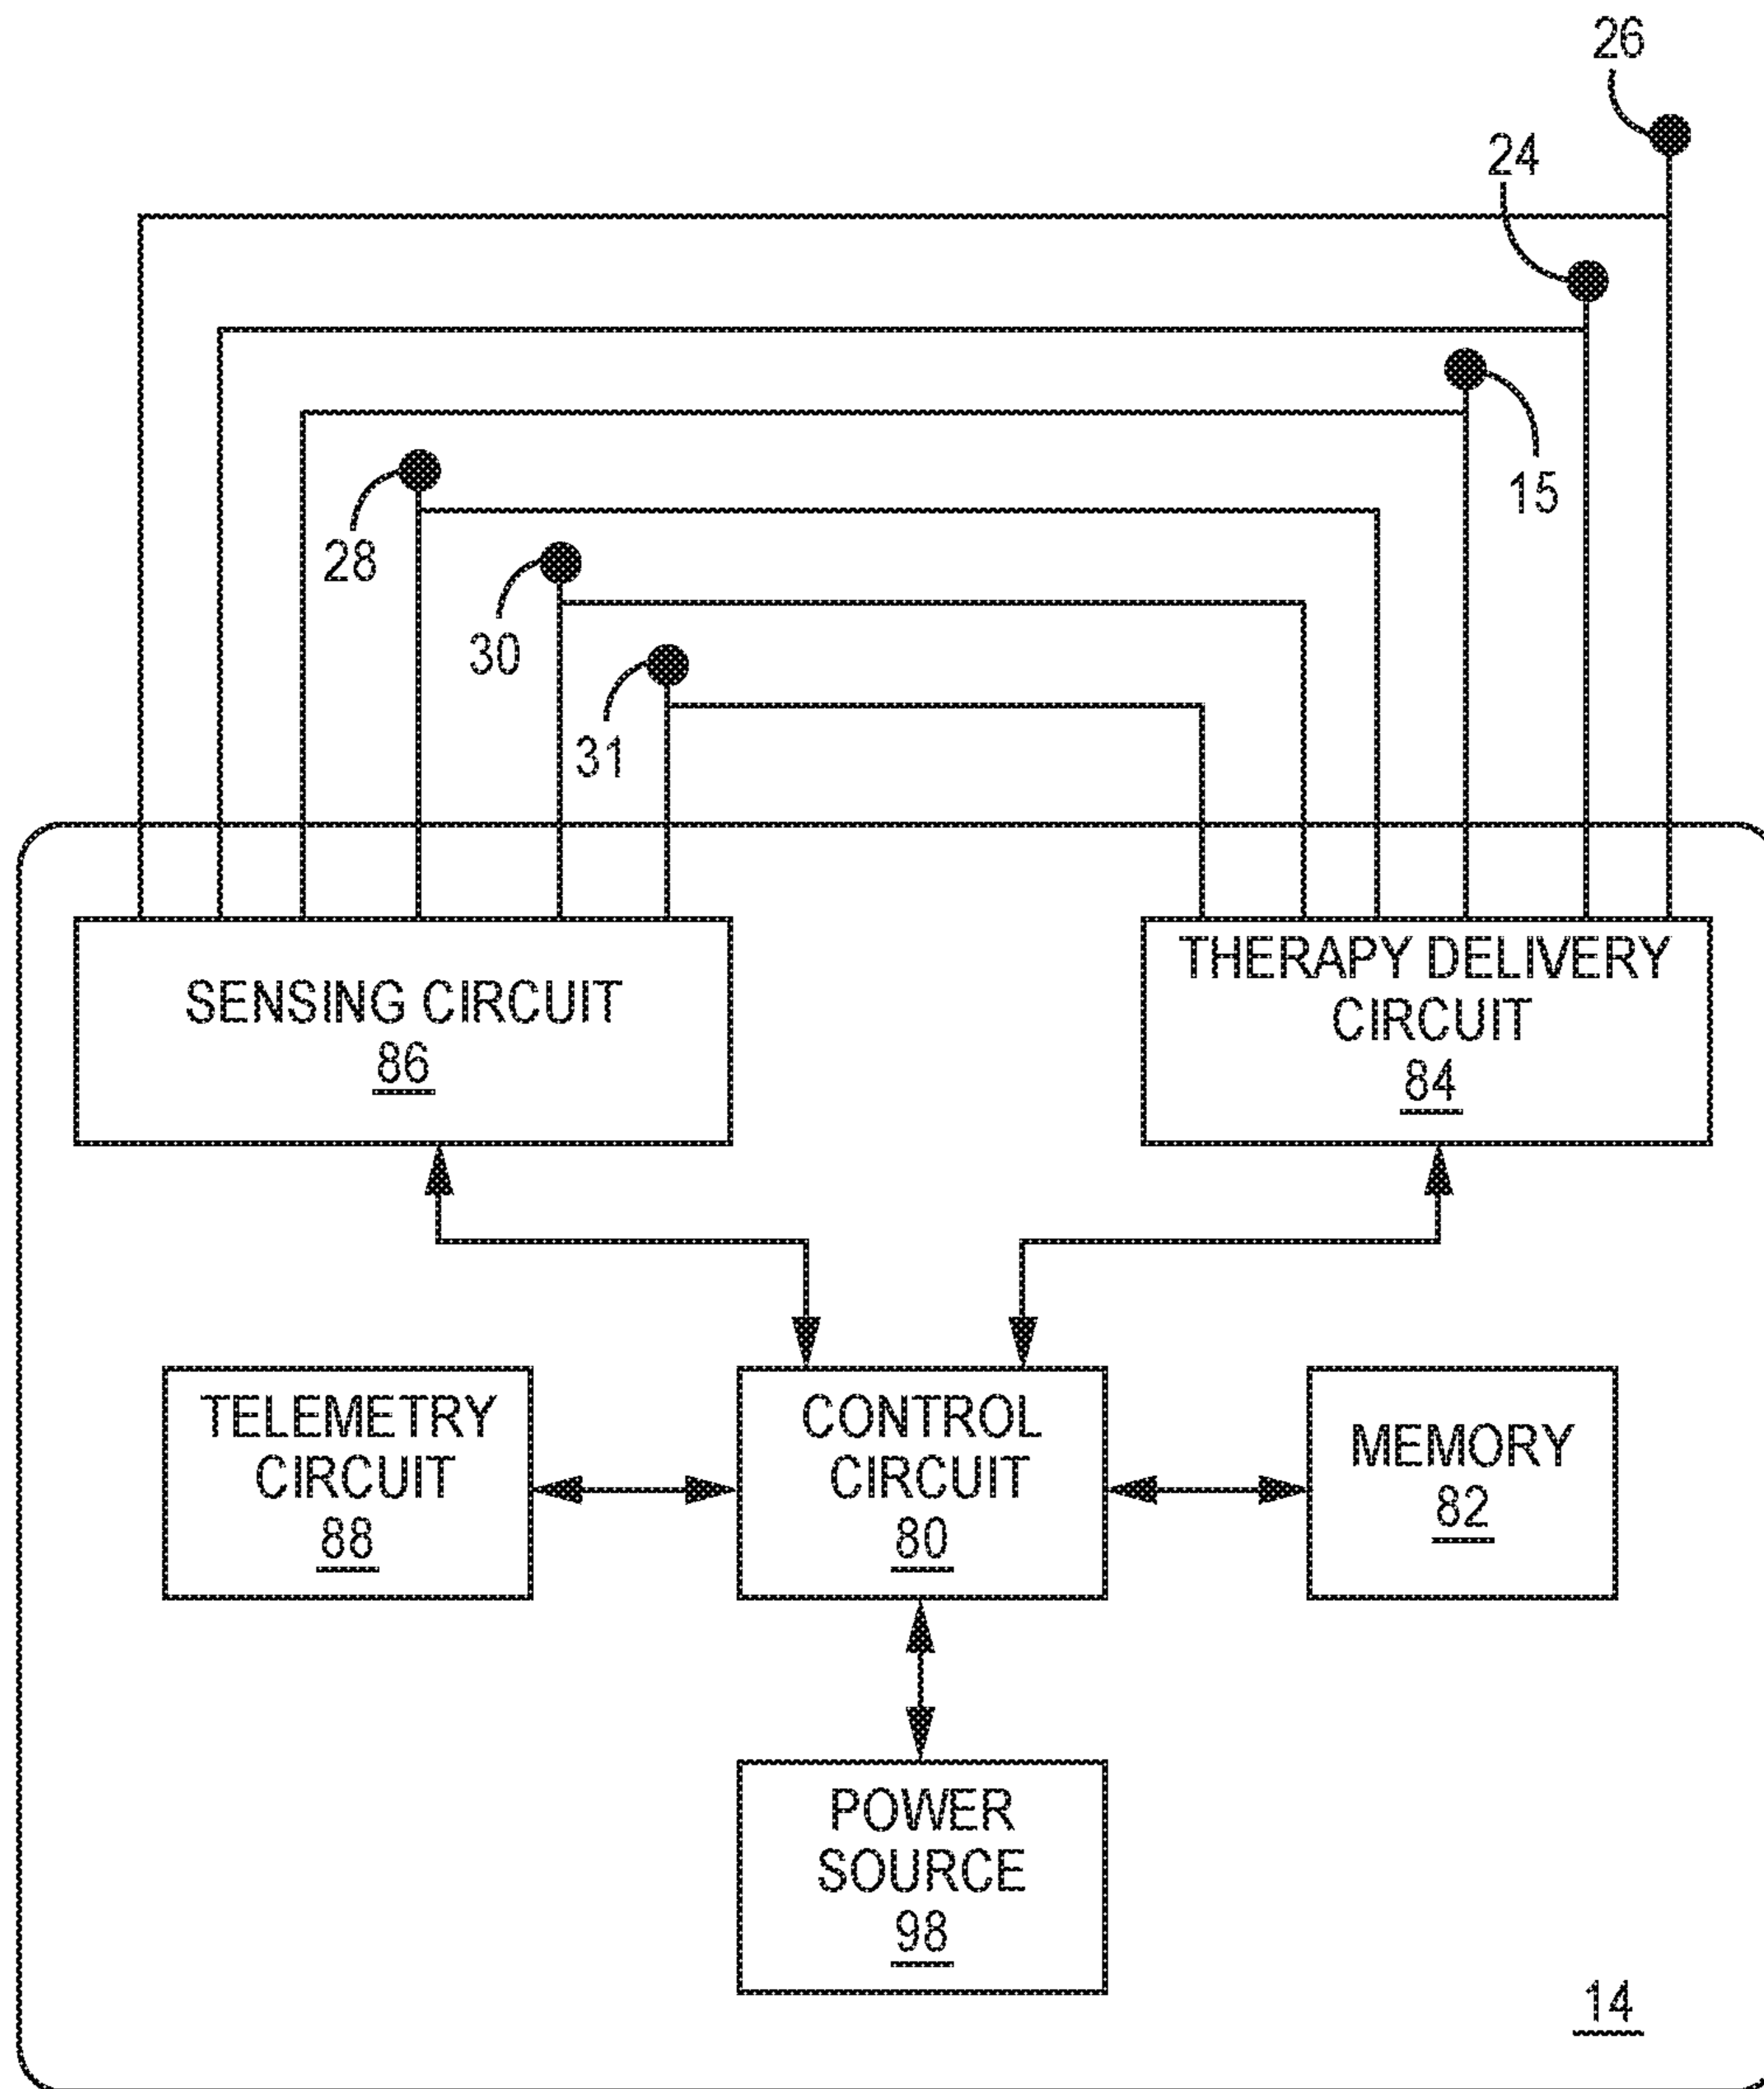 26
24
15
28
30
31
SENSING CIRCUIT
86
THERAPY DELIVERY
CIRCUIT
84
TELEMETRY
CIRCUIT
88
CONTROL
CIRCUIT
80
MEMORY
82
POWER
SOURCE
98
14